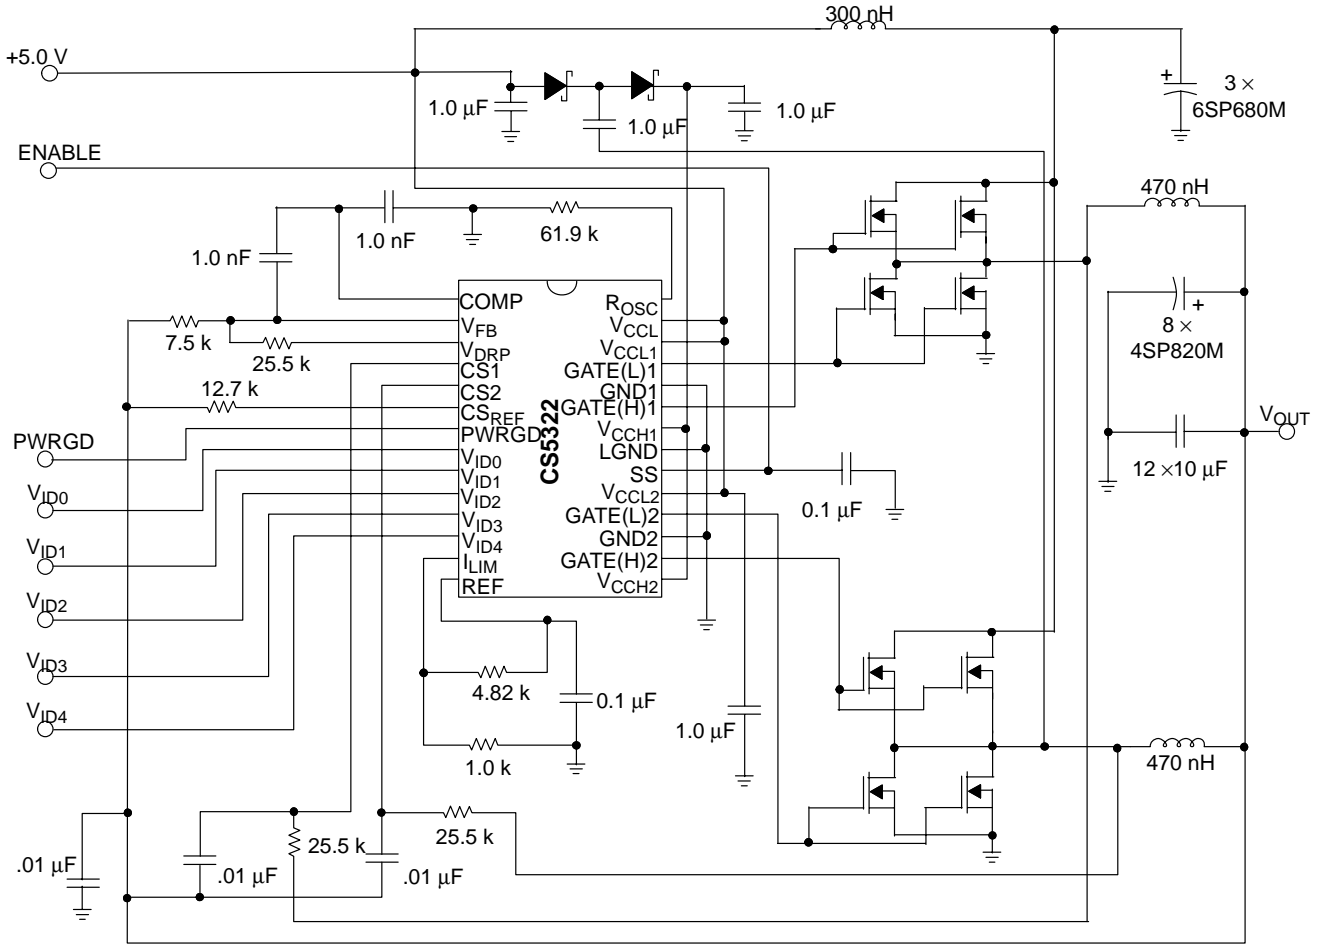 300 nH
+5.0 V
1.0 μF
1.0 μF
1.0 μF
3 ×
6SP680M
ENABLE
470 nH
1.0 nF
61.9 k
1.0 nF
COMP
ROSC
VFB
VCCL
7.5 k
25.5 k
VDRP
VCCL1
8 ×
4SP820M
CS1
GATE(L)1
12.7 k
CS2
GND1
CSREF
GATE(H)1
CS5322
VOUT
PWRGD
PWRGD
VCCH1
VID0
LGND
12 ×10 μF
VID0
VID1
SS
VID2
VCCL2
0.1 μF
VID3
GATE(L)2
VID1
VID4
GND2
ILIM
GATE(H)2
REF
VCCH2
VID2
VID3
4.82 k
0.1 μF
VID4
1.0 μF
1.0 k
470 nH
25.5 k
25.5 k
.01 μF
.01 μF
.01 μF